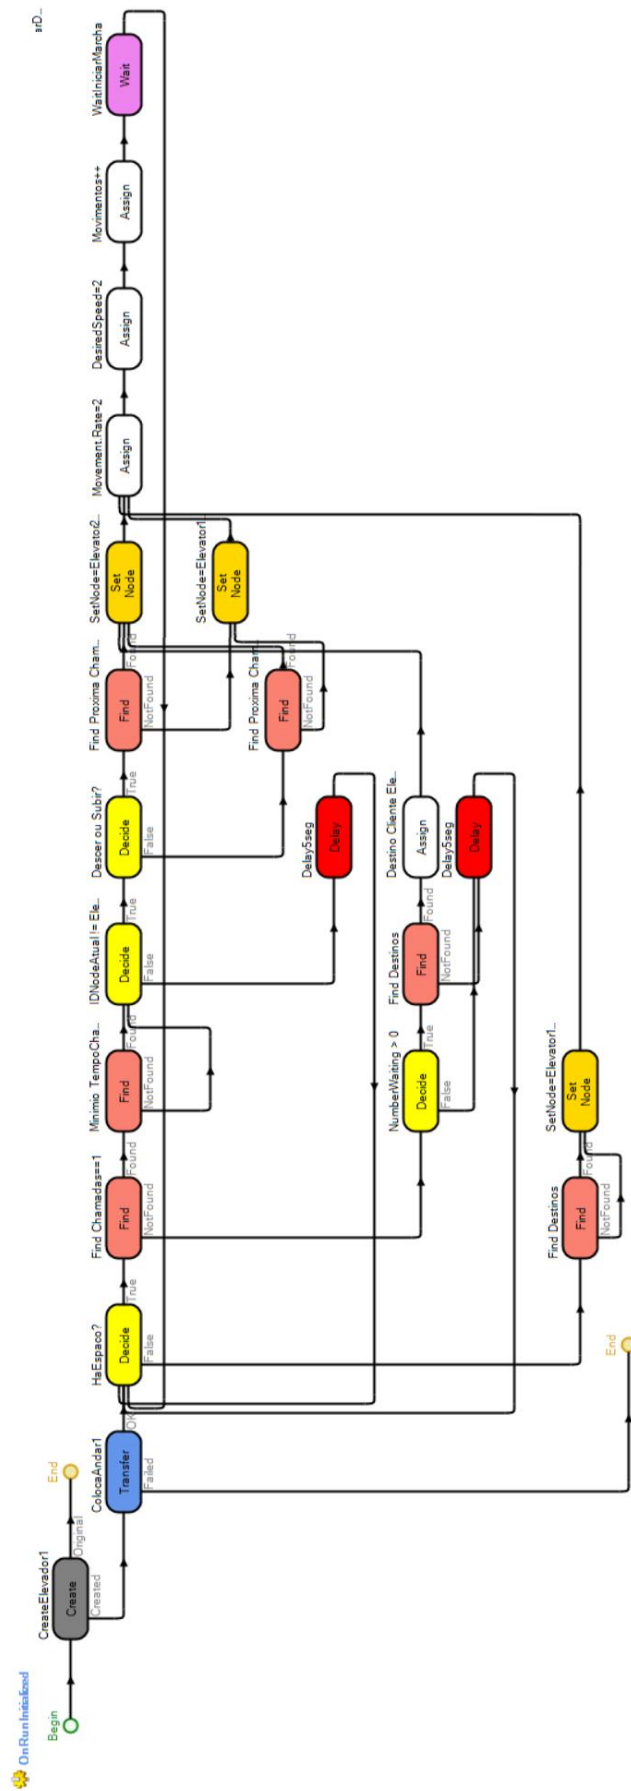 OnRunInitialized
Begin
CreateElevador1
Create
Original
End
Created
ColocaAndar1
Transfer
OK
Failed
End
HaEspaco?
Decide
True
False
Find Chamadas==1
Find
Found
NotFound
Minimio TempoCha...
Find
Found
NotFound
IDNodeAtual != Ele...
Decide
True
False
Descer ou Subir?
Decide
True
False
Find Proxima Cham...
Find
Found
NotFound
SetNode=Elevator2...
Set
Node
Movement.Rate=2
Assign
DesiredSpeed=2
Assign
Movimentos++
Assign
WaitIniciarMarcha
Wait
Find Proxima Cham...
Find
Found
NotFound
SetNode=Elevator1...
Set
Node
Delay5seg
Delay
NumberWaiting > 0
Decide
True
False
Find Destinos
Find
Found
NotFound
Destino Cliente Ele...
Assign
Delay5seg
Delay
Find Destinos
Find
Found
NotFound
SetNode=Elevator1...
Set
Node